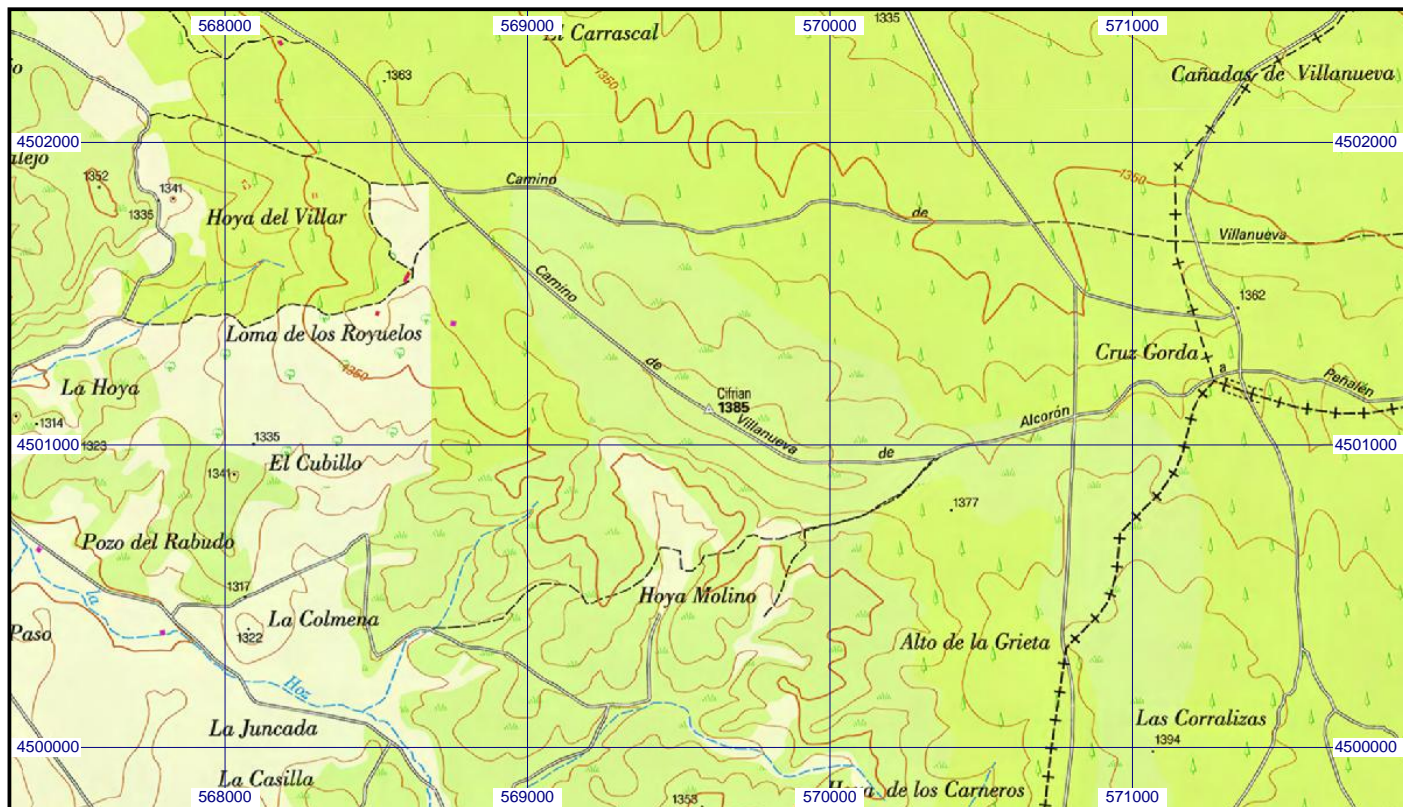 568000
569000
570000
571000
1335
El Carrascal
1363
1350
Cañadas de Villanueva
4502000
4502000
1352
1341
1335
1350
Hoya del Villar
Camino
de
Villanueva
Camino
1362
Loma de los Royuelos
Cruz Gorda
1350
de
a
Peñalén
La Hoya
Cifrian
1385
Alcorón
1314
Villanueva
1323
1335
4501000
de
4501000
El Cubillo
1341
1377
Pozo del Rabudo
1317
la
Hoya Molino
La Colmena
1322
Paso
Alto de la Grieta
Hoz
La Juncada
Las Corralizas
4500000
1394
4500000
La Casilla
Hoya de los Carneros
568000
569000
570000
571000